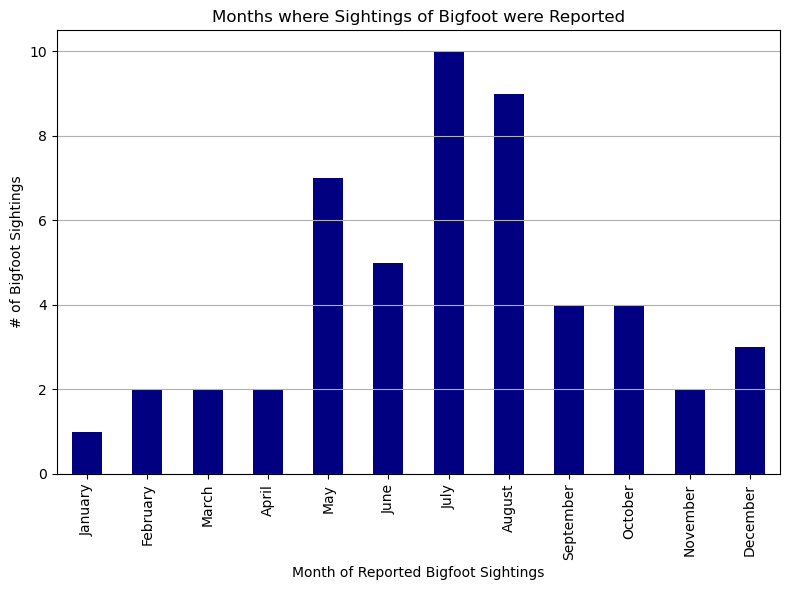 Months where Sightings of Bigfoot were Reported
# of Bigfoot Sightings
10
8
6
4
2
0
January
February
March
April
May
June
July
August
September
October
November
December
Month of Reported Bigfoot Sightings